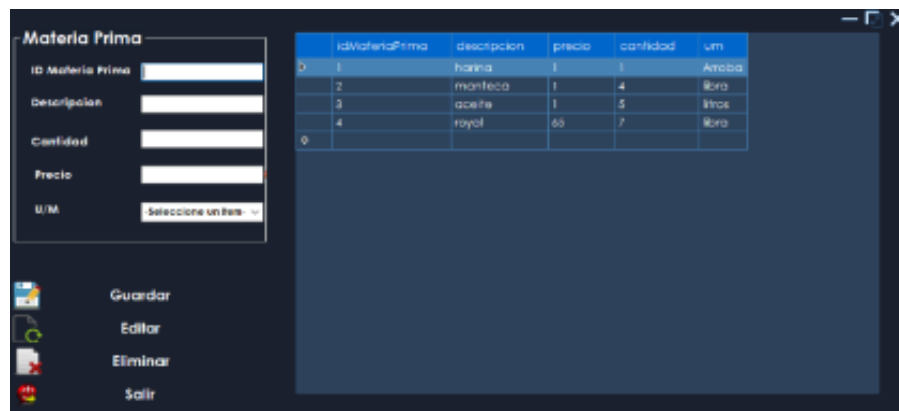 Materia Prima
ID Materia Prima
Descripcion
Cantidad
Precio
U/M
-Seleccione un item-
Guardar
Editar
Eliminar
Salir
idMateriaPrima descripcion precio cantidad um
1 harina 1 1 Arroba
2 manteca 1 4 libra
3 aceite 1 5 litros
4 royal 65 7 libra